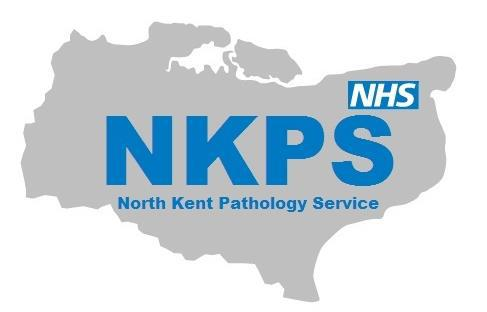 NHS
NKPS
North Kent Pathology Service